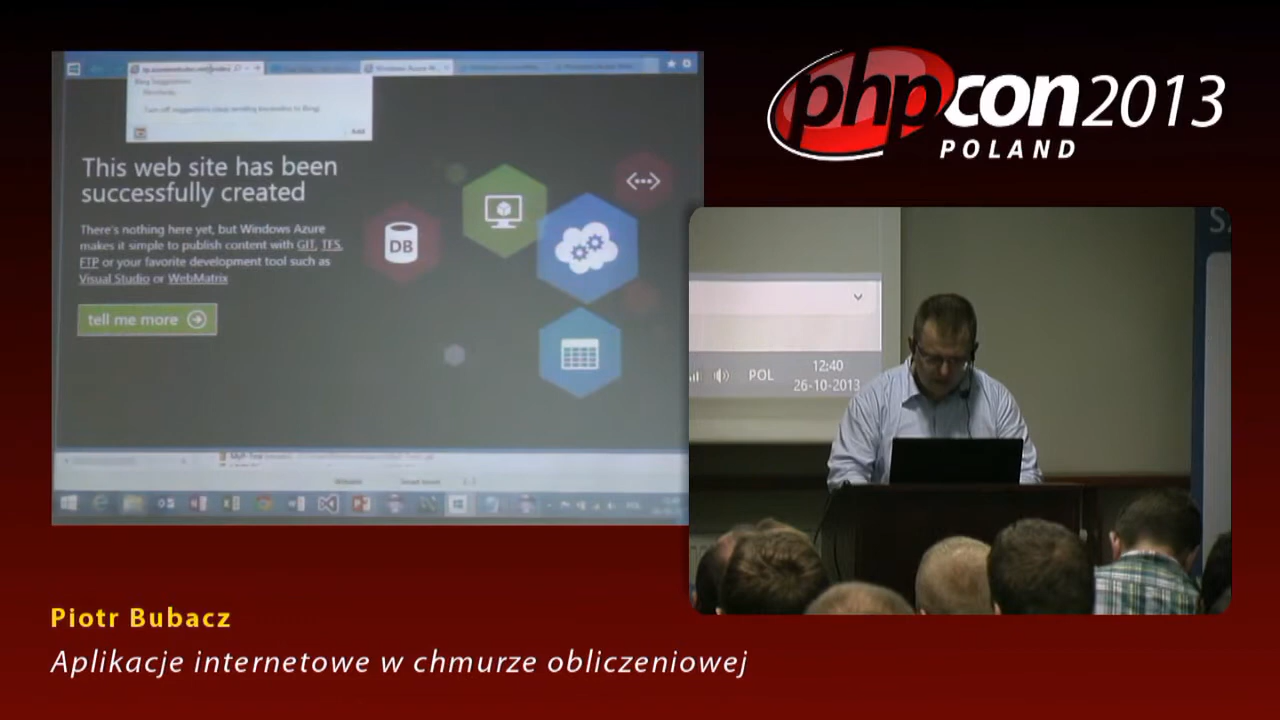 phpcon 2013
POLAND
Add
This web site has been
successfully created
There's nothing here yet, but Windows Azure
makes it simple to publish content with GIT, TFS,
FTP or your favorite development tool such as
Visual Studio or WebMatrix
tell me more
DB
POL
12:40
26-10-2013
Piotr Bubacz
Aplikacje internetowe w chmurze obliczeniowej